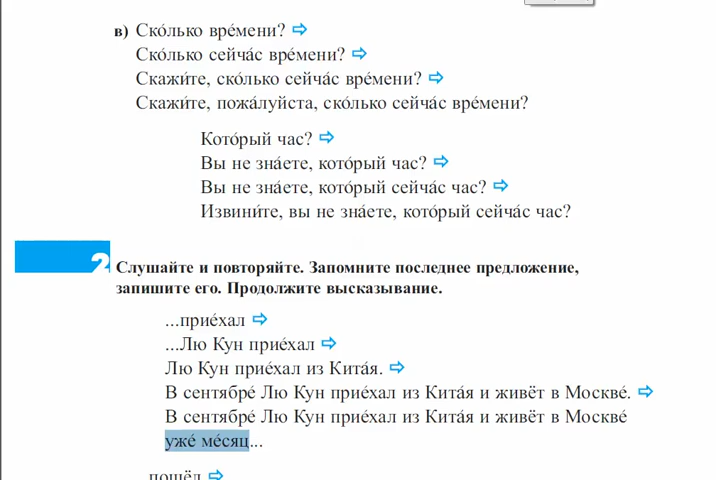 в) Ско́лько вре́мени? ⇨
Ско́лько сейча́с вре́мени? ⇨
Скажи́те, ско́лько сейча́с вре́мени? ⇨
Скажи́те, пожа́луйста, ско́лько сейча́с вре́мени?
Кото́рый час? ⇨
Вы не зна́ете, кото́рый час? ⇨
Вы не зна́ете, кото́рый сейча́с час? ⇨
Извини́те, вы не зна́ете, кото́рый сейча́с час?
2
Слушайте и повторяйте. Запомните последнее предложение,
запишите его. Продолжите высказывание.
...прие́хал ⇨
...Лю Кун прие́хал ⇨
Лю Кун прие́хал из Кита́я. ⇨
В сентябре́ Лю Кун прие́хал из Кита́я и живёт в Москве́. ⇨
В сентябре́ Лю Кун прие́хал из Кита́я и живёт в Москве́
уже́ ме́сяц...
пошёл ⇨